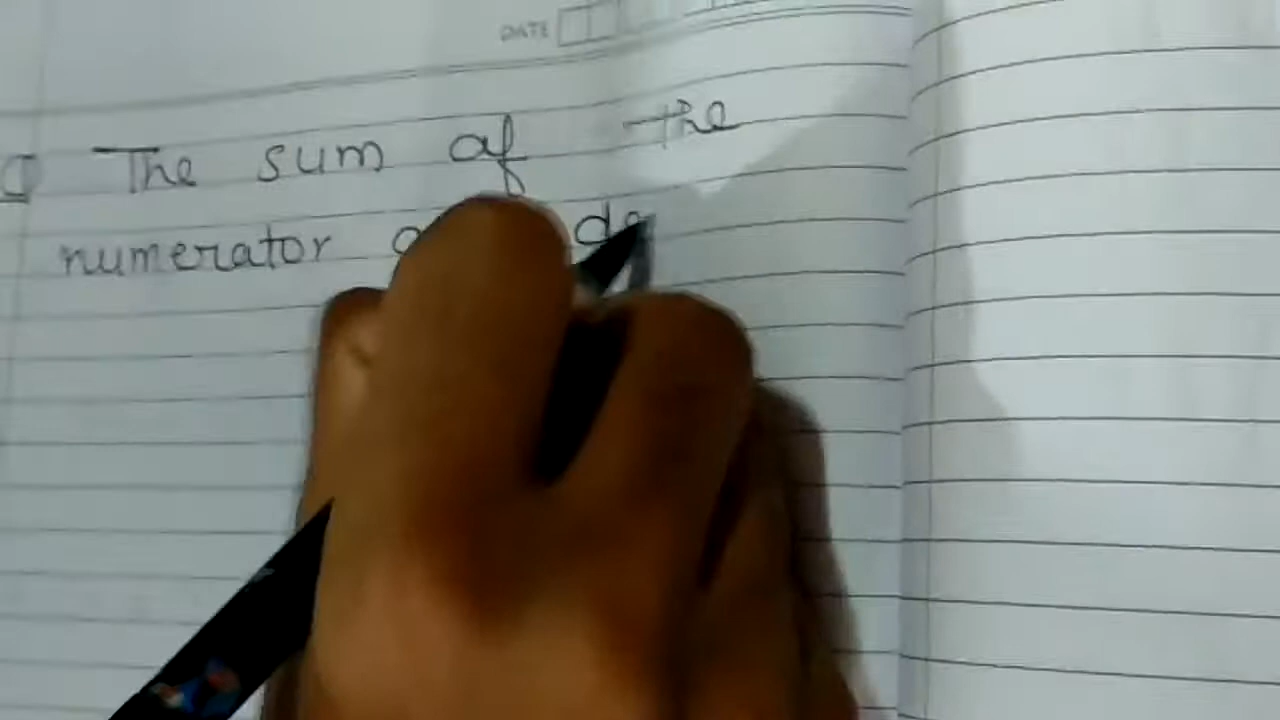 DATE
Q The sum of the
numerator